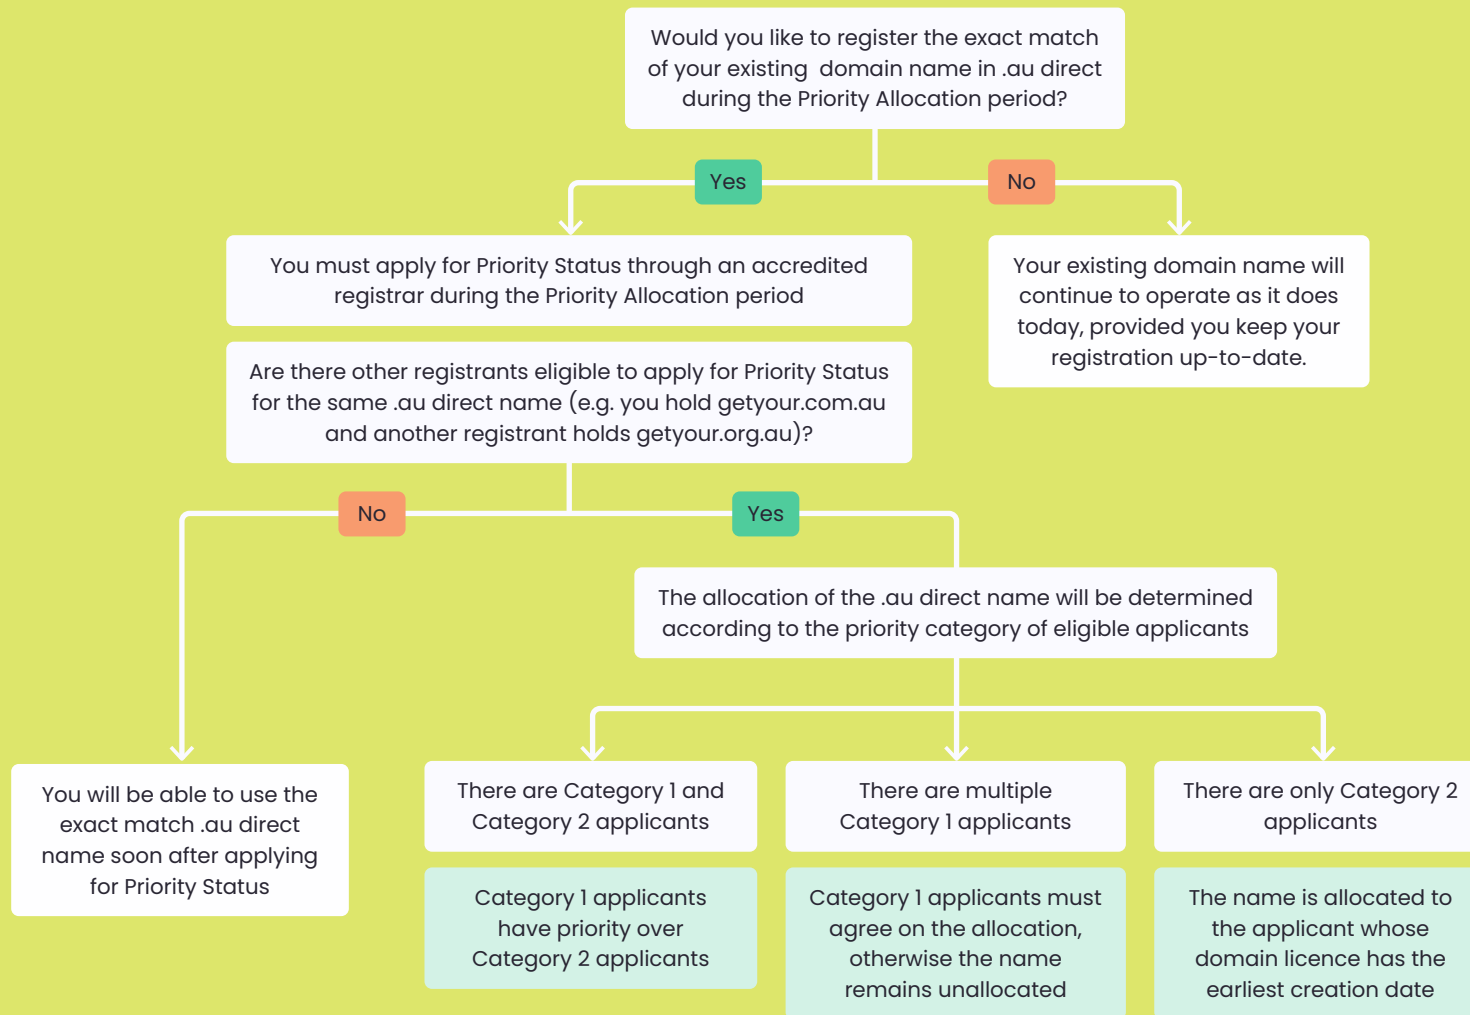 Would you like to register the exact match
of your existing domain name in .au direct
during the Priority Allocation period?
Yes
No
You must apply for Priority Status through an accredited
registrar during the Priority Allocation period
Your existing domain name will
continue to operate as it does
today, provided you keep your
registration up-to-date.
Are there other registrants eligible to apply for Priority Status
for the same .au direct name (e.g. you hold getyour.com.au
and another registrant holds getyour.org.au)?
No
Yes
The allocation of the .au direct name will be determined
according to the priority category of eligible applicants
You will be able to use the
exact match .au direct
name soon after applying
for Priority Status
There are Category 1 and
Category 2 applicants
Category 1 applicants
have priority over
Category 2 applicants
There are multiple
Category 1 applicants
Category 1 applicants must
agree on the allocation,
otherwise the name
remains unallocated
There are only Category 2
applicants
The name is allocated to
the applicant whose
domain licence has the
earliest creation date